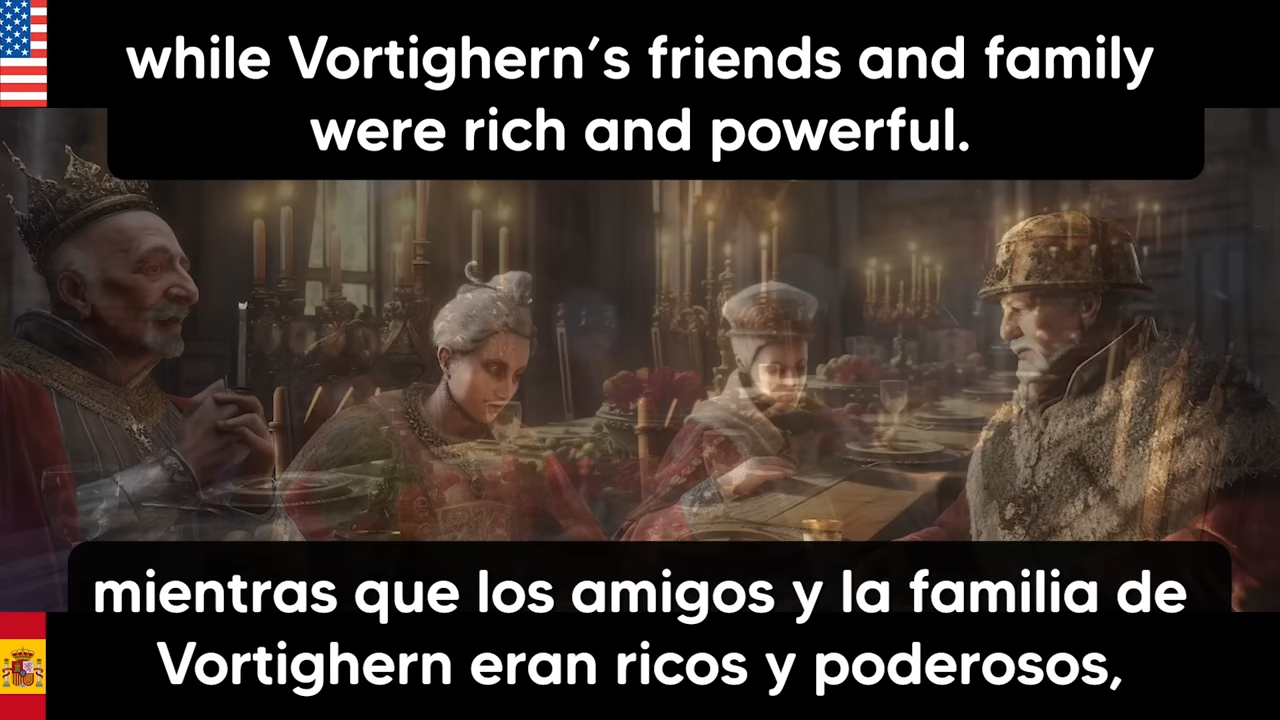 while Vortighern′s friends and family
were rich and powerful.
mientras que los amigos y la familia de
Vortighern eran ricos y poderosos,